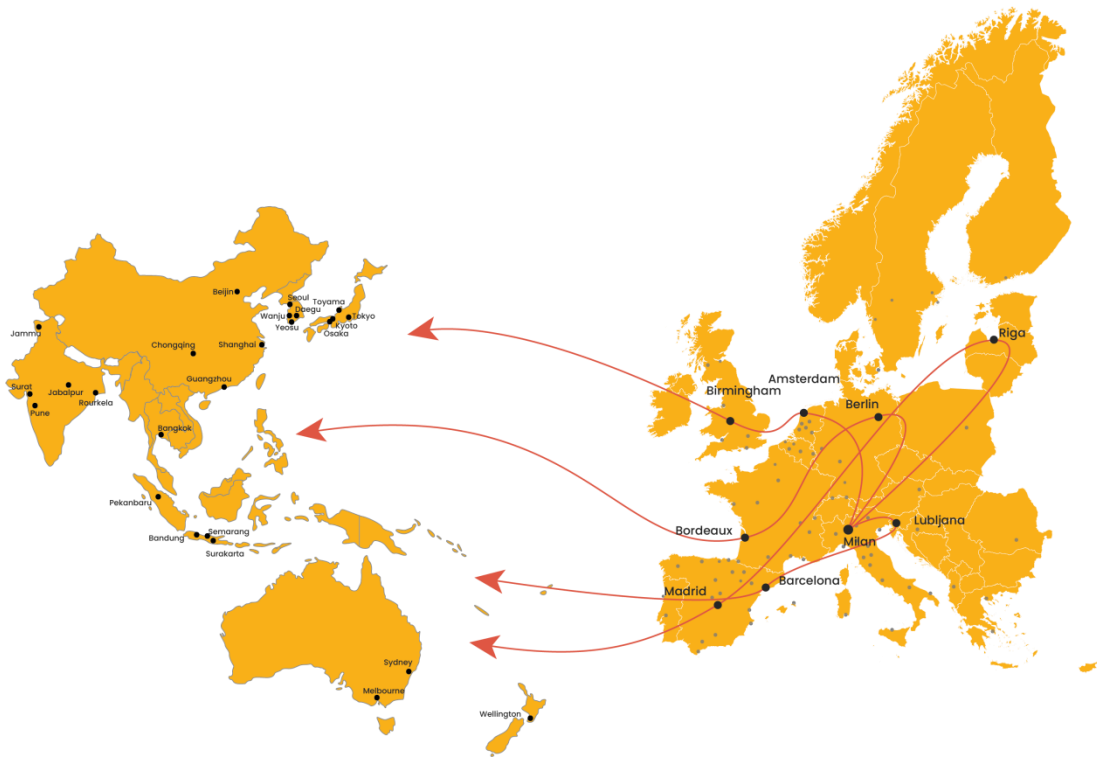 Beijin
Seoul
Toyama
Wanju
Daegu
Tokyo
Yeosu
Kyoto
Osaka
Jammu
Chongqing
Shanghai
Guangzhou
Surat
Jabalpur
Rourkela
Pune
Bangkok
Pekanbaru
Bandung
Semarang
Surakarta
Sydney
Melbourne
Wellington
Riga
Amsterdam
Birmingham
Berlin
Bordeaux
Lubljana
Milan
Barcelona
Madrid